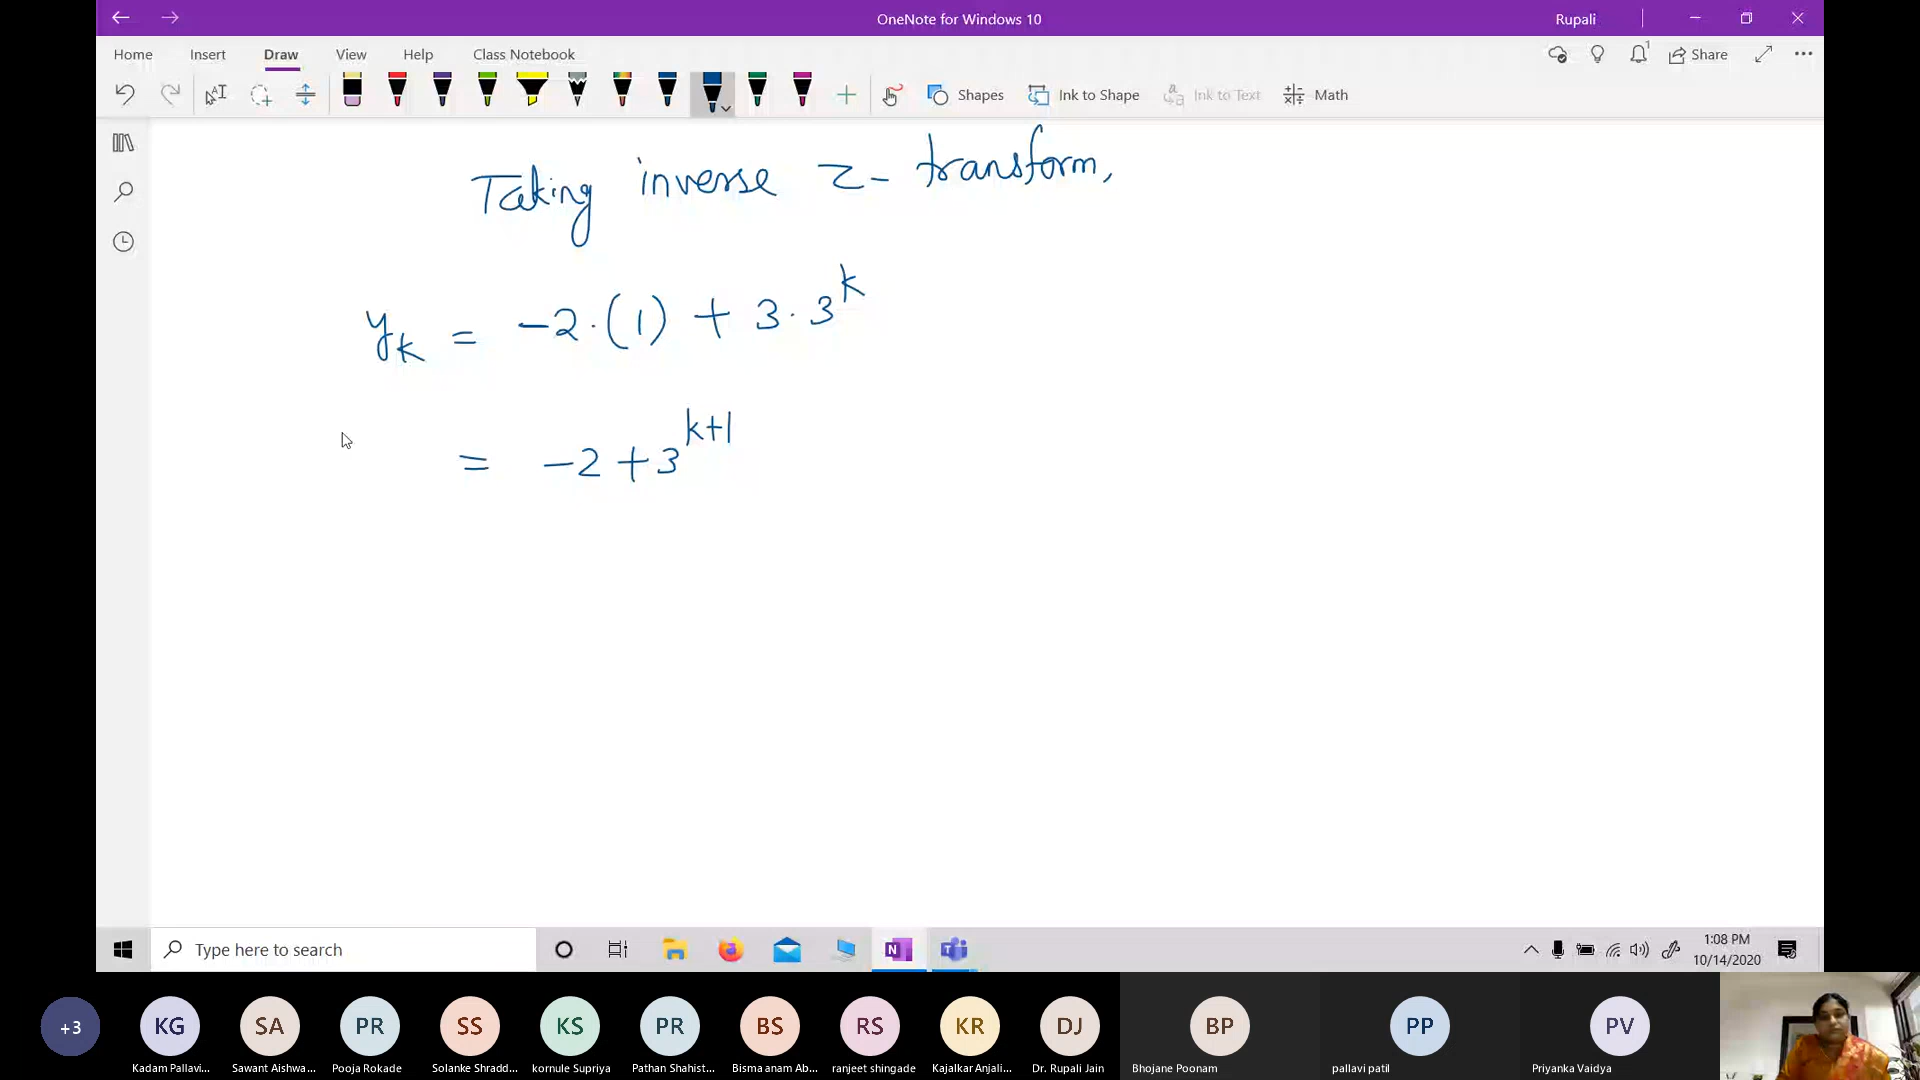 OneNote for Windows 10
Rupali
Home Insert Draw View Help Class Notebook
Share
Shapes Ink to Shape Ink to Text Math
Taking inverse z- transform,
yₖ = -2·(1) + 3·3ᵏ
= -2+3ᵏ⁺¹
Type here to search
1:08 PM
10/14/2020
+3 KG SA PR SS KS PR BS RS KR DJ BP PP PV
Kadam Pallavi... Sawant Aishwa... Pooja Rokade Solanke Shradd... kornule Supriya Pathan Shahist... Bisma anam Ab... ranjeet shingade Kajalkar Anjali... Dr. Rupali Jain Bhojane Poonam pallavi patil Priyanka Vaidya